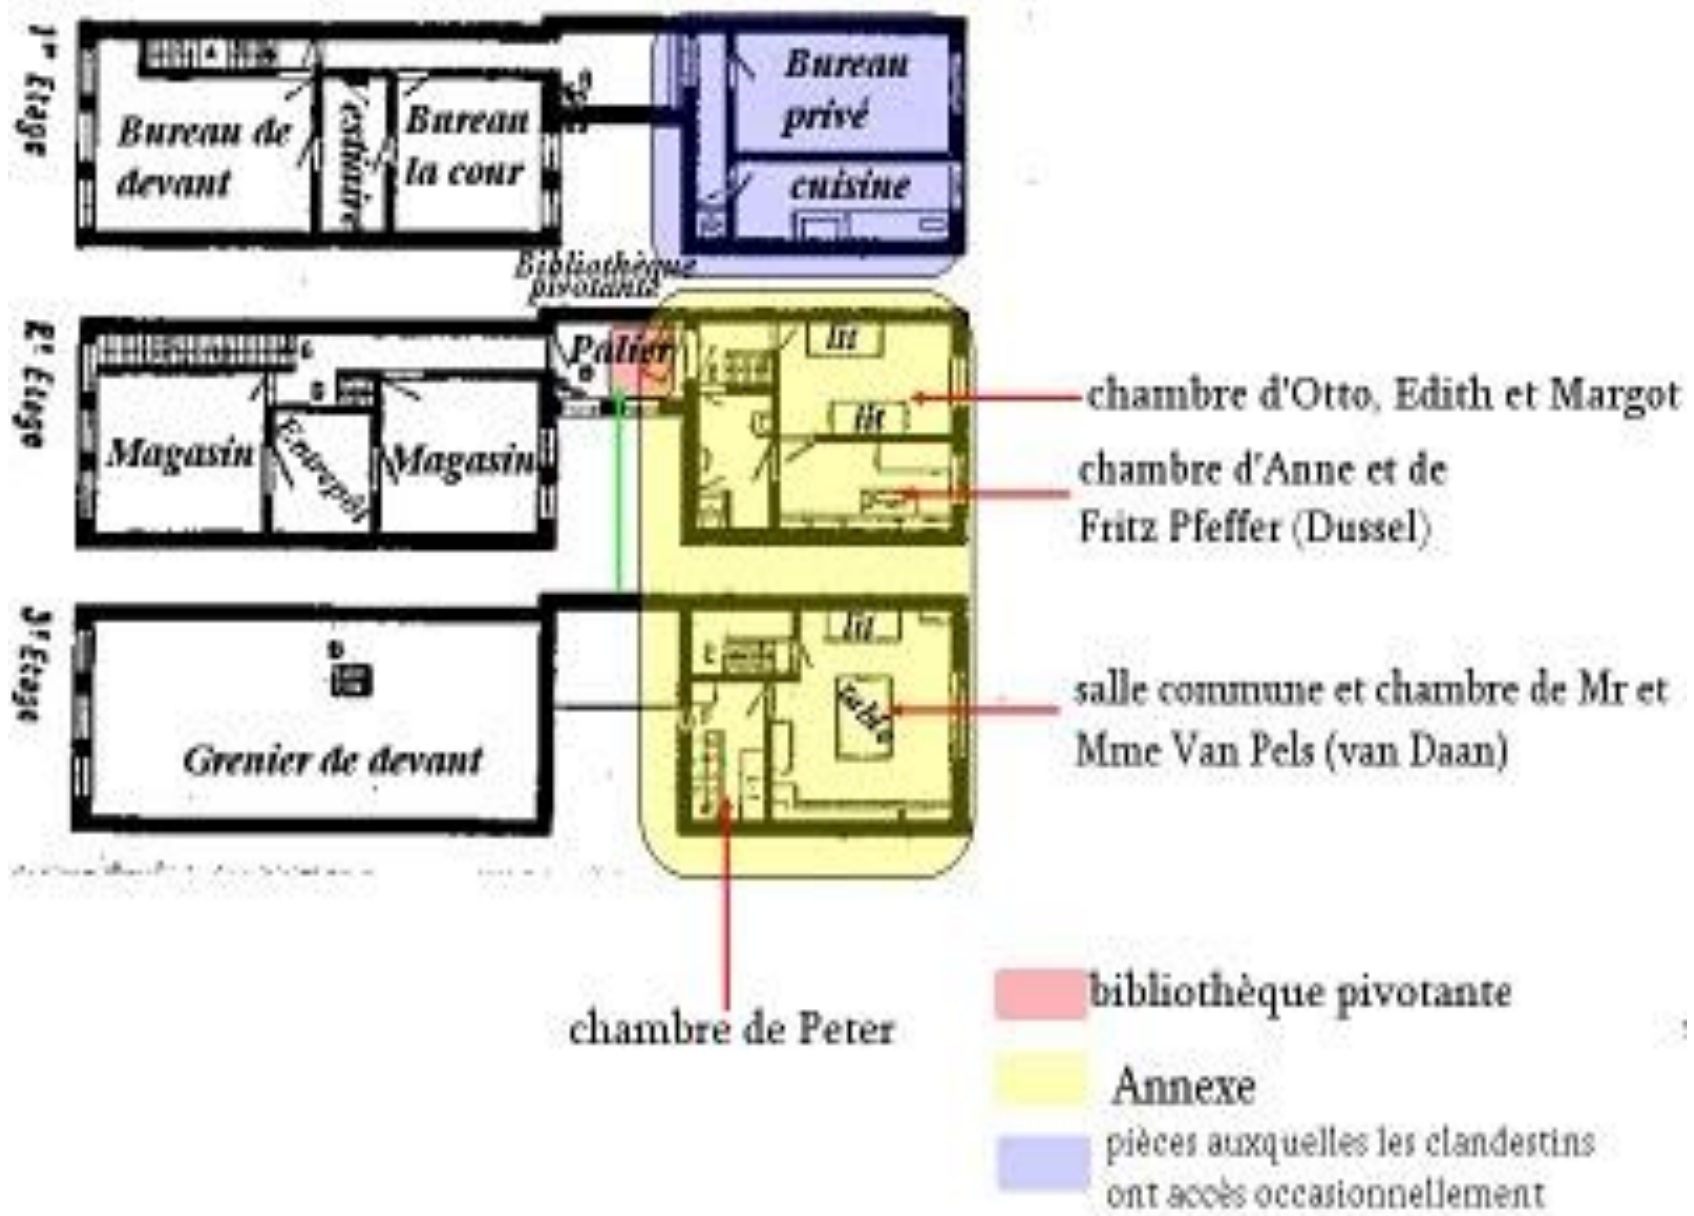 1er Etage
Bureau de
devant
Vestiaire
Bureau
la cour
Bureau
privé
cuisine
Bibliothèque
pivotante
2e Etage
Magasin
Entrepôt
Magasin
Palier
lit
lit
chambre d'Otto, Edith et Margot
chambre d'Anne et de
Fritz Pfeffer (Dussel)
3e Etage
Grenier de devant
lit
table
salle commune et chambre de Mr et
Mme Van Pels (van Daan)
chambre de Peter
bibliothèque pivotante
Annexe
pièces auxquelles les clandestins
ont accès occasionnellement